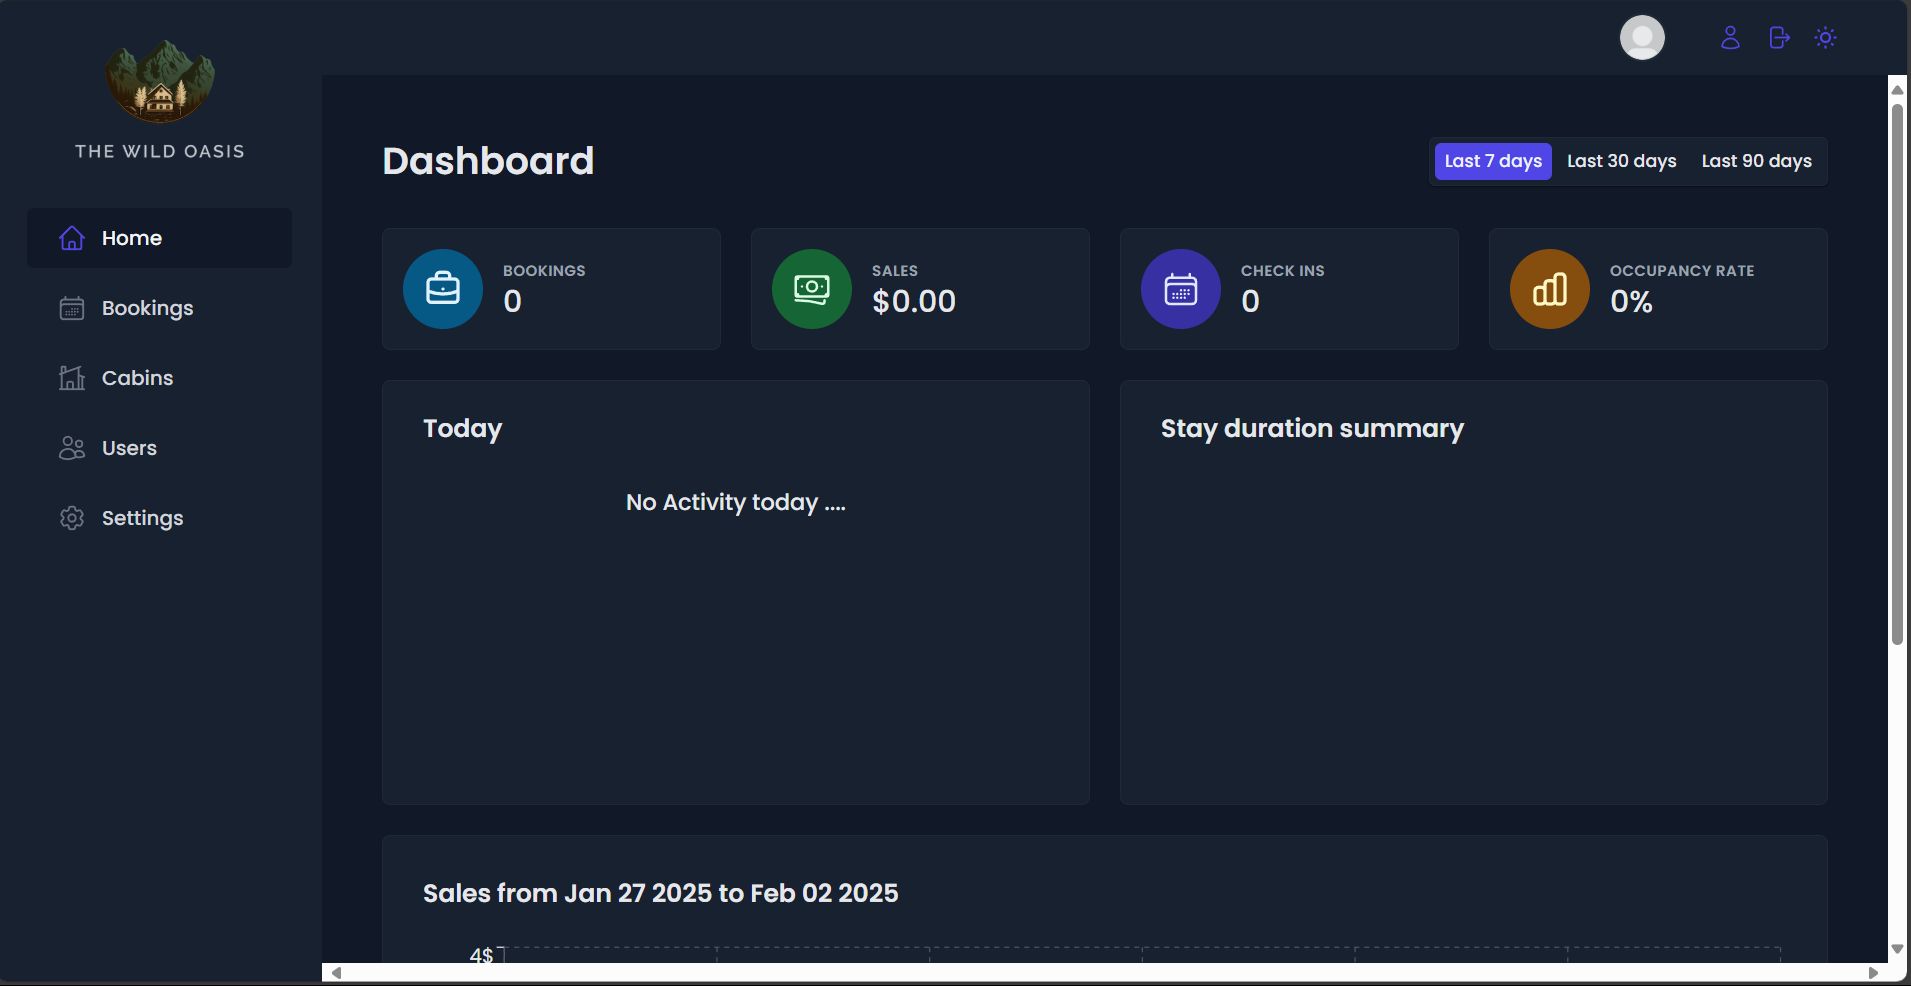 THE WILD OASIS
Home
Bookings
Cabins
Users
Settings
Dashboard
Last 7 days Last 30 days Last 90 days
BOOKINGS
0
SALES
$0.00
CHECK INS
0
OCCUPANCY RATE
0%
Today
No Activity today ....
Stay duration summary
Sales from Jan 27 2025 to Feb 02 2025
4$